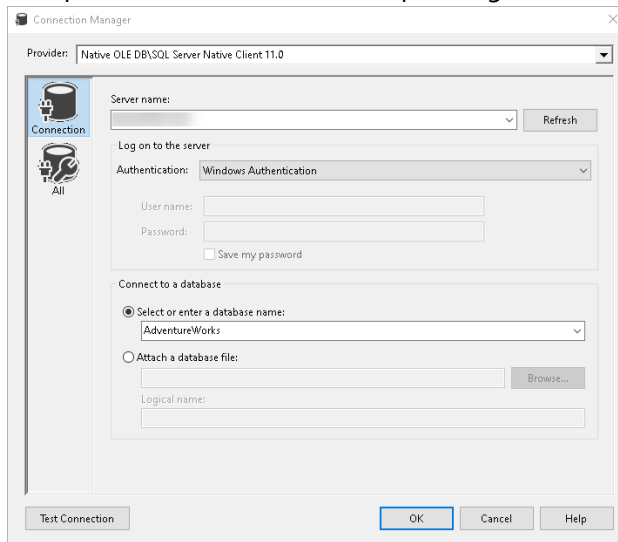 Connection Manager
Provider: Native OLE DB\SQL Server Native Client 11.0
Connection
All
Server name:
Refresh
Log on to the server
Authentication: Windows Authentication
User name:
Password:
Save my password
Connect to a database
Select or enter a database name:
AdventureWorks
Attach a database file:
Browse...
Logical name:
Test Connection OK Cancel Help